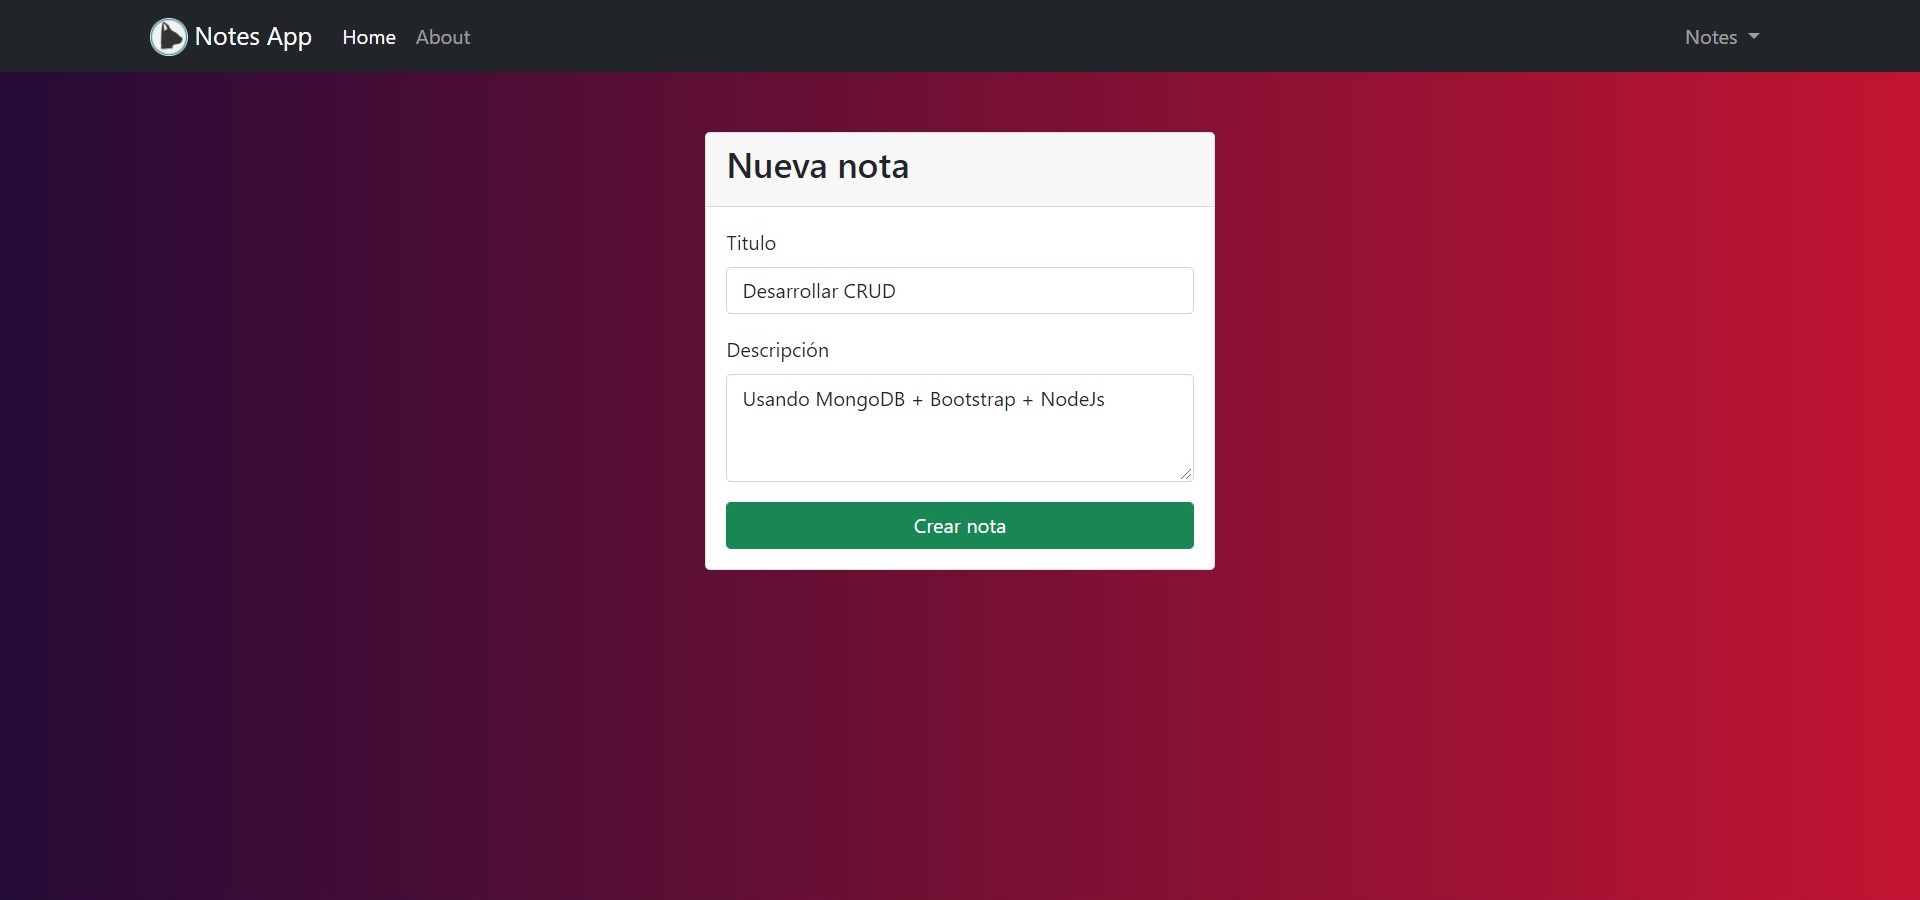 Notes App Home About Notes
Nueva nota
Titulo
Desarrollar CRUD
Descripción
Usando MongoDB + Bootstrap + NodeJs
Crear nota